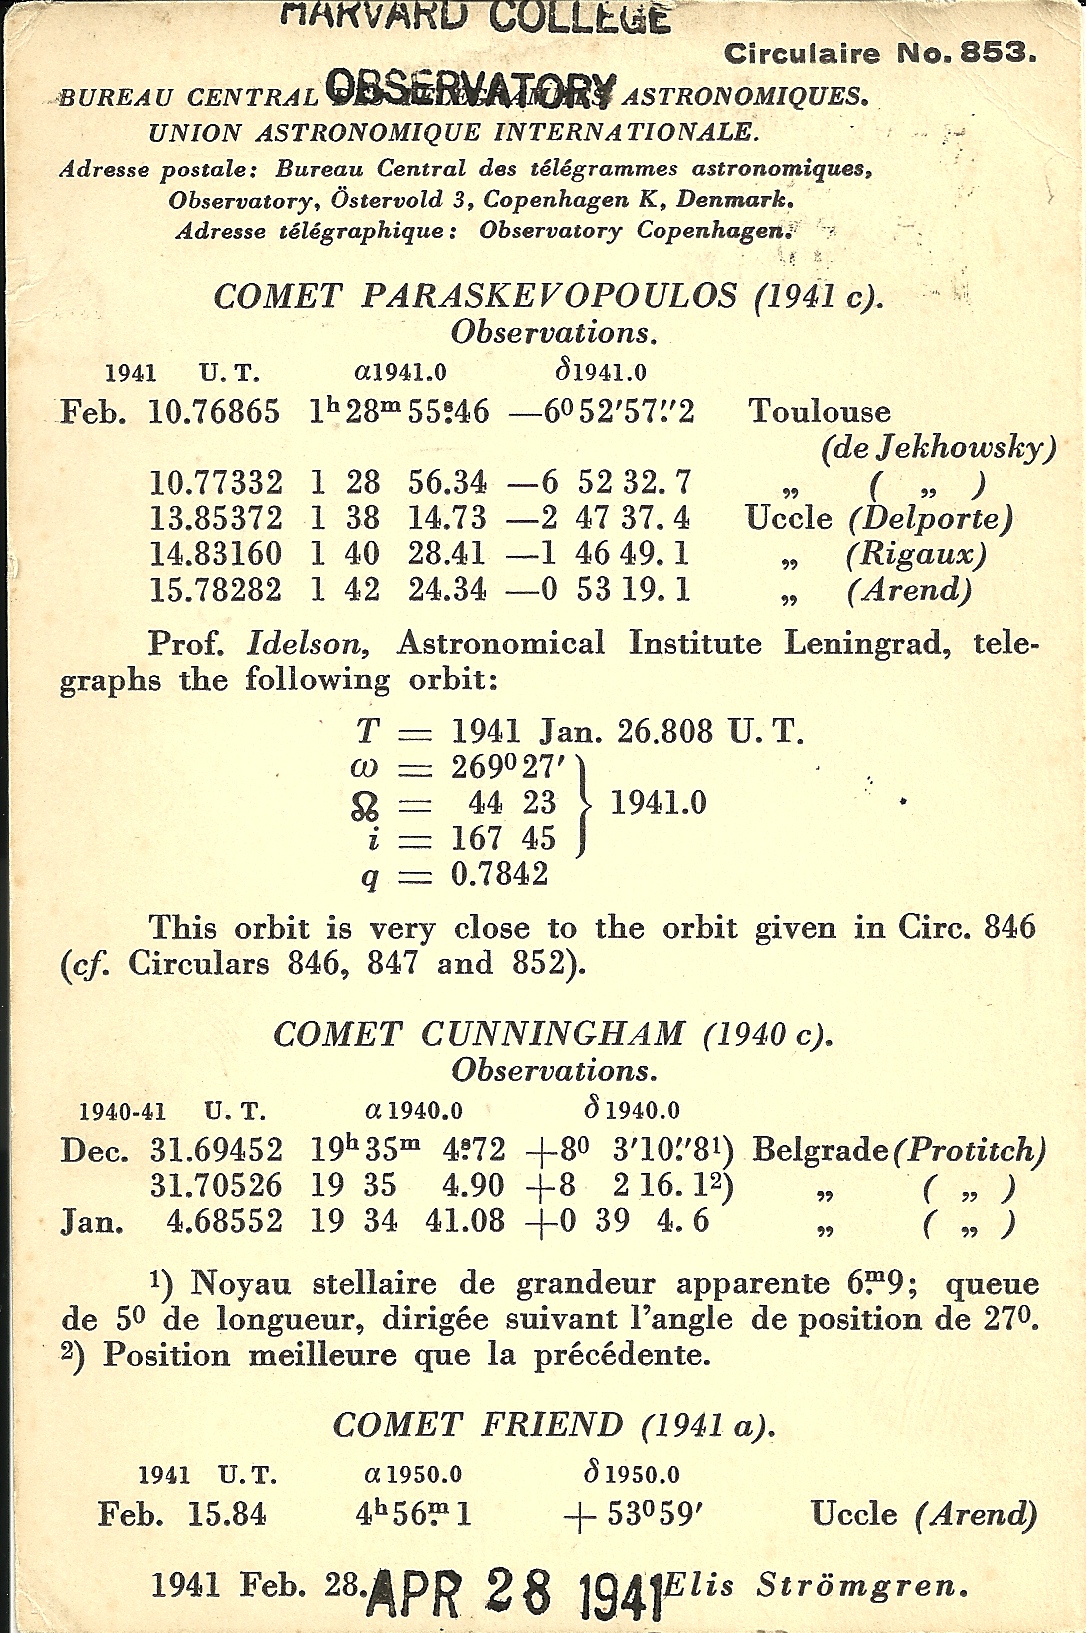 HARVARD COLLEGE
Circulaire No. 853.
OBSERVATORY
BUREAU CENTRAL DES TELEGRAMMES ASTRONOMIQUES.
UNION ASTRONOMIQUE INTERNATIONALE.
Adresse postale: Bureau Central des télégrammes astronomiques,
Observatory, Östervold 3, Copenhagen K, Denmark.
Adresse télégraphique: Observatory Copenhagen.
COMET PARASKEVOPOULOS (1941 c).
Observations.
1941 U. T. α1941.0 δ1941.0
Feb. 10.76865 1ʰ28ᵐ55ˢ.46 —6⁰52′57″.2 Toulouse
(de Jekhowsky)
10.77332 1 28 56.34 —6 52 32.7 „ ( „ )
13.85372 1 38 14.73 —2 47 37.4 Uccle (Delporte)
14.83160 1 40 28.41 —1 46 49.1 „ (Rigaux)
15.78282 1 42 24.34 —0 53 19.1 „ (Arend)
Prof. Idelson, Astronomical Institute Leningrad, tele-
graphs the following orbit:
T = 1941 Jan. 26.808 U. T.
ω = 269⁰27′
☊ = 44 23 } 1941.0
i = 167 45
q = 0.7842
This orbit is very close to the orbit given in Circ. 846
(cf. Circulars 846, 847 and 852).
COMET CUNNINGHAM (1940 c).
Observations.
1940-41 U. T. α1940.0 δ1940.0
Dec. 31.69452 19ʰ35ᵐ 4ˢ.72 +8⁰ 3′10″.8¹) Belgrade (Protitch)
31.70526 19 35 4.90 +8 2 16.1²) „ ( „ )
Jan. 4.68552 19 34 41.08 +0 39 4.6 „ ( „ )
¹) Noyau stellaire de grandeur apparente 6ᵐ.9; queue
de 5⁰ de longueur, dirigée suivant l'angle de position de 27⁰.
²) Position meilleure que la précédente.
COMET FRIEND (1941 a).
1941 U. T. α1950.0 δ1950.0
Feb. 15.84 4ʰ56ᵐ.1 + 53⁰59′ Uccle (Arend)
1941 Feb. 28. APR 28 1941 Elis Strömgren.